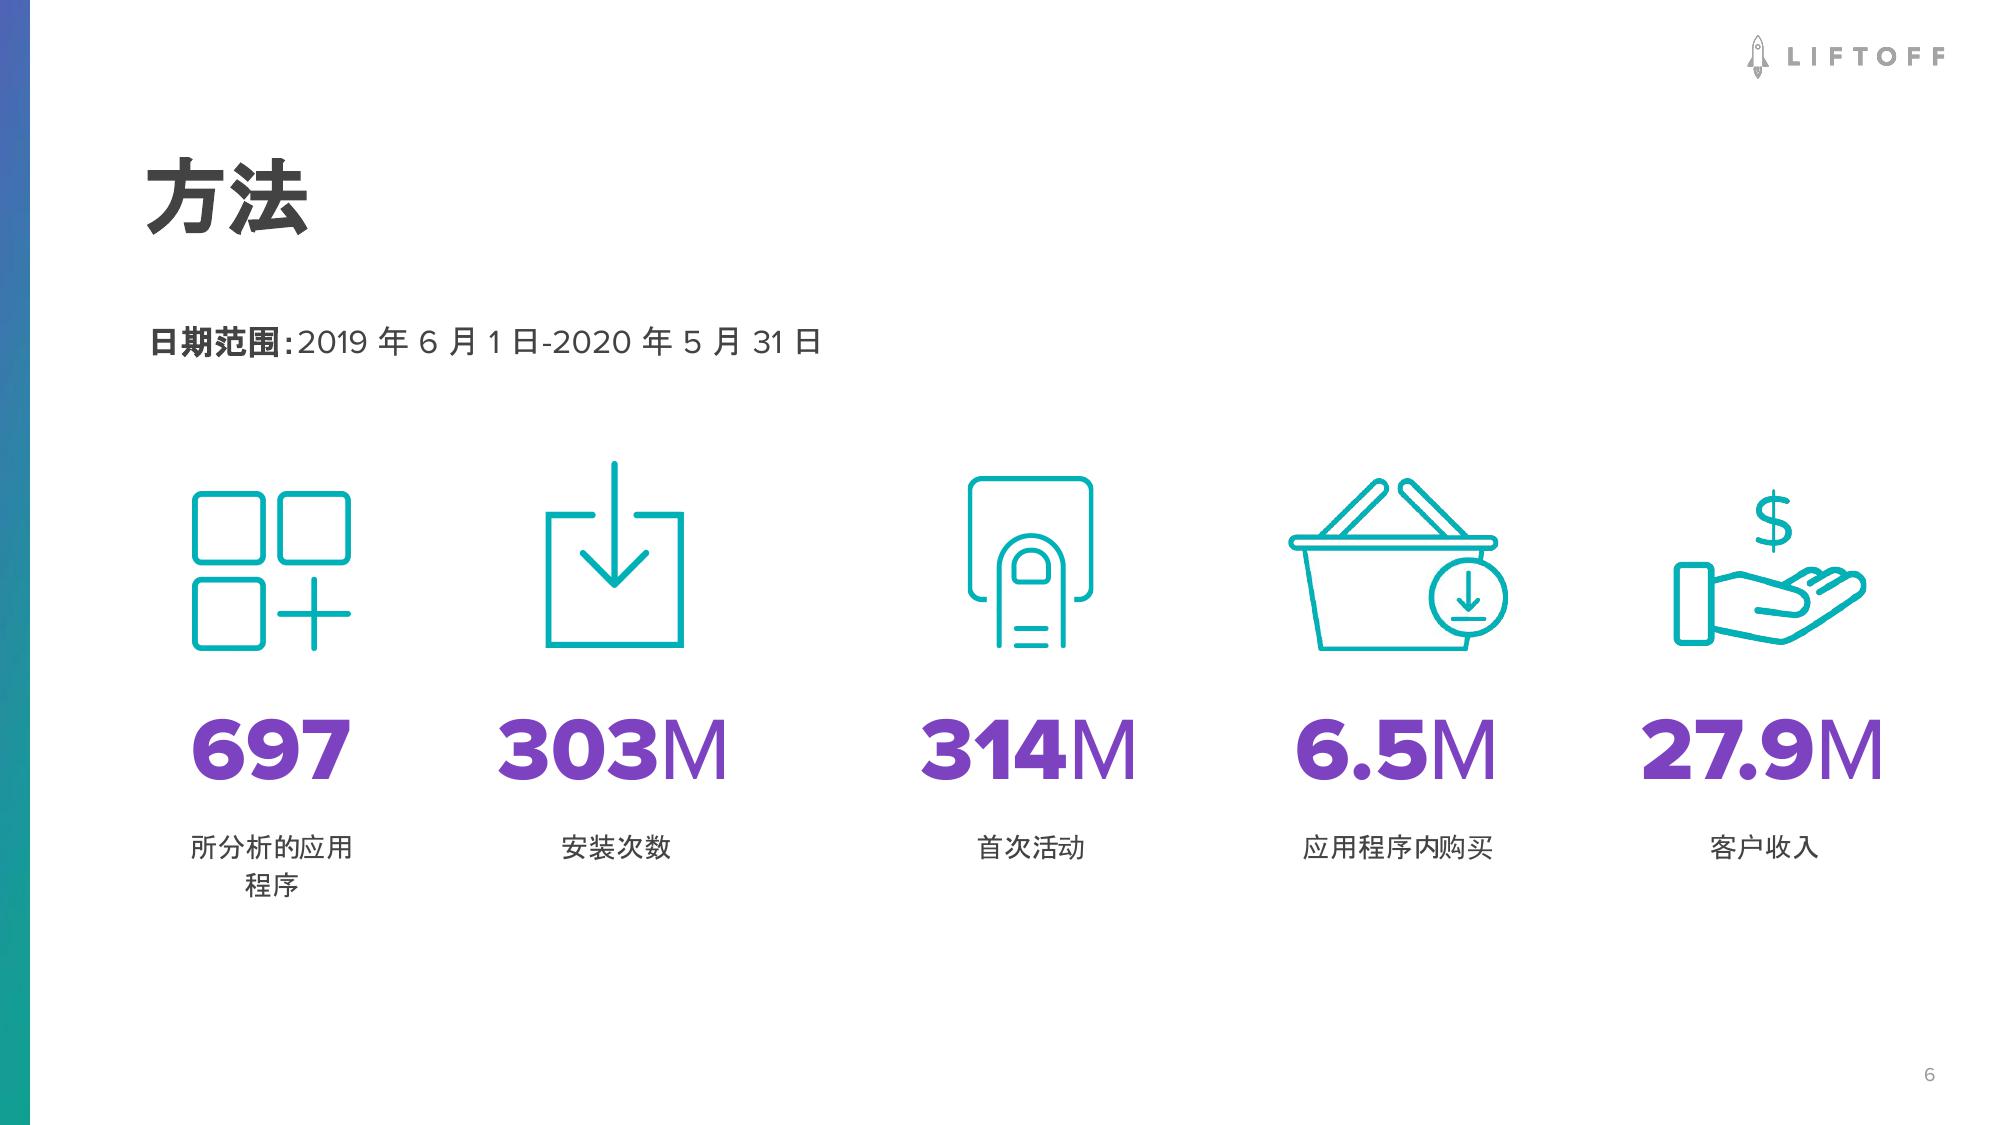 LIFTOFF
方法
日期范围:2019 年 6 月 1 日-2020 年 5 月 31 日
697
303M
314M
6.5M
27.9M
所分析的应用
程序
安装次数
首次活动
应用程序内购买
客户收入
6